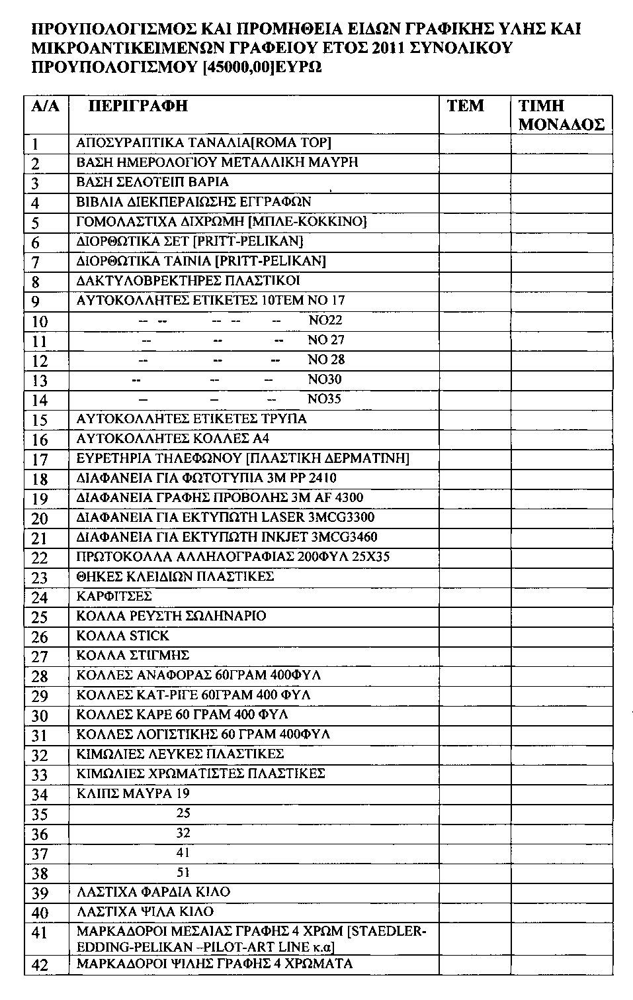 ΠΡΟΥΠΟΛΟΓΙΣΜΟΣ ΚΑΙ ΠΡΟΜΗΘΕΙΑ ΕΙΔΩΝ ΓΡΑΦΙΚΗΣ ΥΛΗΣ ΚΑΙ
ΜΙΚΡΟΑΝΤΙΚΕΙΜΕΝΩΝ ΓΡΑΦΕΙΟΥ ΕΤΟΣ 2011 ΣΥΝΟΛΙΚΟΥ
ΠΡΟΥΠΟΛΟΓΙΣΜΟΥ [45000,00]ΕΥΡΩ
Α/Α ΠΕΡΙΓΡΑΦΗ ΤΕΜ ΤΙΜΗ
ΜΟΝΑΔΟΣ
1 ΑΠΟΣΥΡΑΠΤΙΚΑ ΤΑΝΑΛΙΑ[ROMA TOP]
2 ΒΑΣΗ ΗΜΕΡΟΛΟΓΙΟΥ ΜΕΤΑΛΛΙΚΗ ΜΑΥΡΗ
3 ΒΑΣΗ ΣΕΛΟΤΕΙΠ ΒΑΡΙΑ
4 ΒΙΒΛΙΑ ΔΙΕΚΠΕΡΑΙΩΣΗΣ ΕΓΓΡΑΦΩΝ
5 ΓΟΜΟΛΑΣΤΙΧΑ ΔΙΧΡΩΜΗ [ΜΠΛΕ-ΚΟΚΚΙΝΟ]
6 ΔΙΟΡΘΩΤΙΚΑ ΣΕΤ [PRITT-PELIKAN]
7 ΔΙΟΡΘΩΤΙΚΑ ΤΑΙΝΙΑ [PRITT-PELIKAN]
8 ΔΑΚΤΥΛΟΒΡΕΚΤΗΡΕΣ ΠΛΑΣΤΙΚΟΙ
9 ΑΥΤΟΚΟΛΛΗΤΕΣ ΕΤΙΚΕΤΕΣ 10ΤΕΜ ΝΟ 17
10 -- -- -- -- -- ΝΟ22
11 -- -- -- ΝΟ 27
12 -- -- -- ΝΟ 28
13 -- -- -- ΝΟ30
14 -- -- -- ΝΟ35
15 ΑΥΤΟΚΟΛΛΗΤΕΣ ΕΤΙΚΕΤΕΣ ΤΡΥΠΑ
16 ΑΥΤΟΚΟΛΛΗΤΕΣ ΚΟΛΛΕΣ Α4
17 ΕΥΡΕΤΗΡΙΑ ΤΗΛΕΦΩΝΟΥ [ΠΛΑΣΤΙΚΗ ΔΕΡΜΑΤΙΝΗ]
18 ΔΙΑΦΑΝΕΙΑ ΓΙΑ ΦΩΤΟΤΥΠΙΑ 3Μ PP 2410
19 ΔΙΑΦΑΝΕΙΑ ΓΡΑΦΗΣ ΠΡΟΒΟΛΗΣ 3Μ AF 4300
20 ΔΙΑΦΑΝΕΙΑ ΓΙΑ ΕΚΤΥΠΩΤΗ LASER 3MCG3300
21 ΔΙΑΦΑΝΕΙΑ ΓΙΑ ΕΚΤΥΠΩΤΗ INKJET 3MCG3460
22 ΠΡΩΤΟΚΟΛΛΑ ΑΛΛΗΛΟΓΡΑΦΙΑΣ 200ΦΥΛ 25Χ35
23 ΘΗΚΕΣ ΚΛΕΙΔΙΩΝ ΠΛΑΣΤΙΚΕΣ
24 ΚΑΡΦΙΤΣΕΣ
25 ΚΟΛΛΑ ΡΕΥΣΤΗ ΣΩΛΗΝΑΡΙΟ
26 ΚΟΛΛΑ STICK
27 ΚΟΛΛΑ ΣΤΙΓΜΗΣ
28 ΚΟΛΛΕΣ ΑΝΑΦΟΡΑΣ 60ΓΡΑΜ 400ΦΥΛ
29 ΚΟΛΛΕΣ ΚΑΤ-ΡΙΓΕ 60ΓΡΑΜ 400 ΦΥΛ
30 ΚΟΛΛΕΣ ΚΑΡΕ 60 ΓΡΑΜ 400 ΦΥΛ
31 ΚΟΛΛΕΣ ΛΟΓΙΣΤΙΚΗΣ 60 ΓΡΑΜ 400ΦΥΛ
32 ΚΙΜΩΛΙΕΣ ΛΕΥΚΕΣ ΠΛΑΣΤΙΚΕΣ
33 ΚΙΜΩΛΙΕΣ ΧΡΩΜΑΤΙΣΤΕΣ ΠΛΑΣΤΙΚΕΣ
34 ΚΛΙΠΣ ΜΑΥΡΑ 19
35 25
36 32
37 41
38 51
39 ΛΑΣΤΙΧΑ ΦΑΡΔΙΑ ΚΙΛΟ
40 ΛΑΣΤΙΧΑ ΨΙΛΑ ΚΙΛΟ
41 ΜΑΡΚΑΔΟΡΟΙ ΜΕΣΑΙΑΣ ΓΡΑΦΗΣ 4 ΧΡΩΜ [STAEDLER-
EDDING-PELIKAN –PILOT-ART LINE κ.α]
42 ΜΑΡΚΑΔΟΡΟΙ ΨΙΛΗΣ ΓΡΑΦΗΣ 4 ΧΡΩΜΑΤΑ